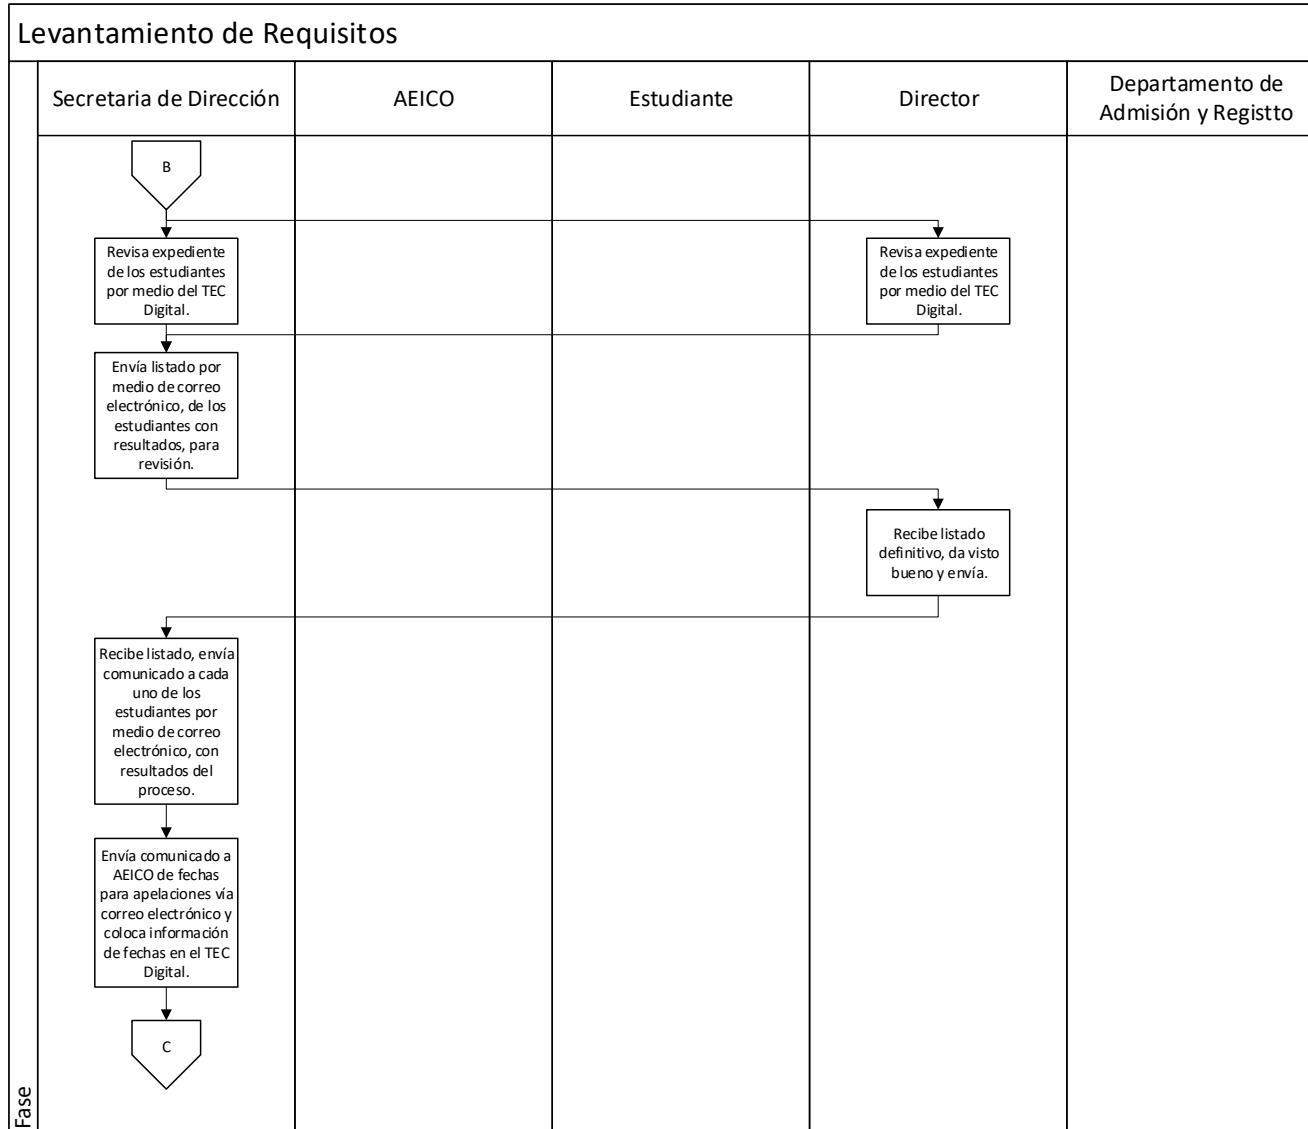 Levantamiento de Requisitos
Secretaria de Dirección
AEICO
Estudiante
Director
Departamento de
Admisión y Registto
B
Revisa expediente
de los estudiantes
por medio del TEC
Digital.
Revisa expediente
de los estudiantes
por medio del TEC
Digital.
Envía listado por
medio de correo
electrónico, de los
estudiantes con
resultados, para
revisión.
Recibe listado
definitivo, da visto
bueno y envía.
Recibe listado, envía
comunicado a cada
uno de los
estudiantes por
medio de correo
electrónico, con
resultados del
proceso.
Envía comunicado a
AEICO de fechas
para apelaciones vía
correo electrónico y
coloca información
de fechas en el TEC
Digital.
C
Fase